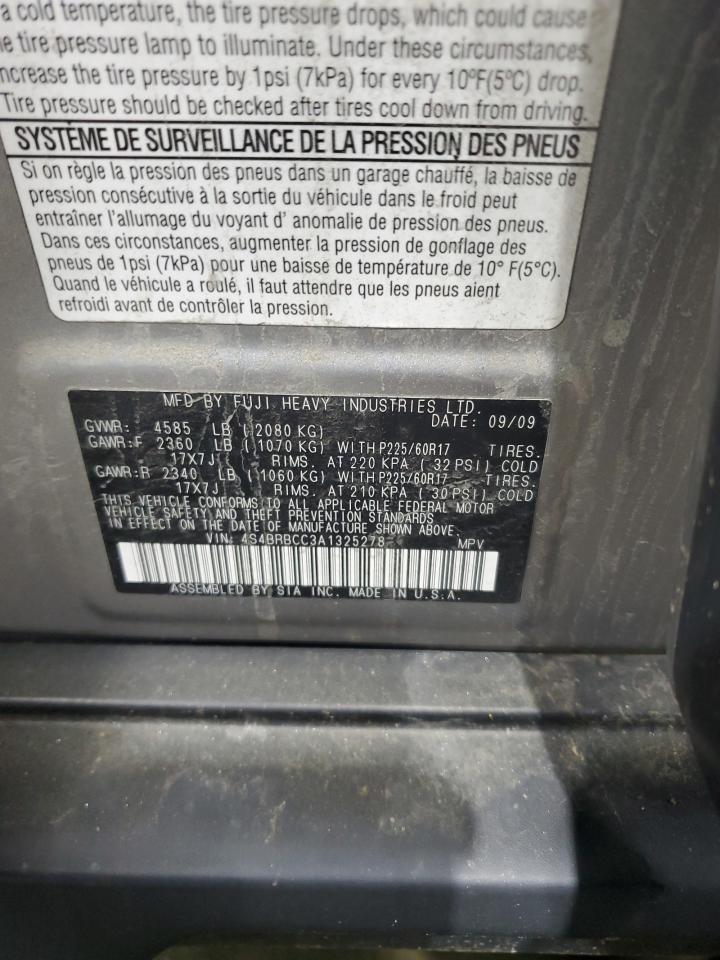 a cold temperature, the tire pressure drops, which could cause
e tire pressure lamp to illuminate. Under these circumstances,
ncrease the tire pressure by 1psi (7kPa) for every 10ºF(5ºC) drop.
Tire pressure should be checked after tires cool down from driving.
SYSTÈME DE SURVEILLANCE DE LA PRESSION DES PNEUS
Si on règle la pression des pneus dans un garage chauffé, la baisse de
pression consécutive à la sortie du véhicule dans le froid peut
entraîner l'allumage du voyant d' anomalie de pression des pneus.
Dans ces circonstances, augmenter la pression de gonflage des
pneus de 1psi (7kPa) pour une baisse de température de 10° F(5°C).
Quand le véhicule a roulé, il faut attendre que les pneus aient
refroidi avant de contrôler la pression.
MFD BY FUJI HEAVY INDUSTRIES LTD.
DATE: 09/09
GVWR: 4585 LB (2080 KG)
GAWR:F 2360 LB (1070 KG) WITH P225/60R17 TIRES.
17X7J RIMS. AT 220 KPA (32 PSI) COLD
GAWR:R 2340 LB (1060 KG) WITH P225/60R17 TIRES.
17X7J RIMS. AT 210 KPA (30 PSI) COLD
THIS VEHICLE CONFORMS TO ALL APPLICABLE FEDERAL MOTOR
VEHICLE SAFETY AND THEFT PREVENTION STANDARDS
IN EFFECT ON THE DATE OF MANUFACTURE SHOWN ABOVE.
VIN: 4S4BRBCC3A1325278 MPV
ASSEMBLED BY SIA INC. MADE IN U.S.A.